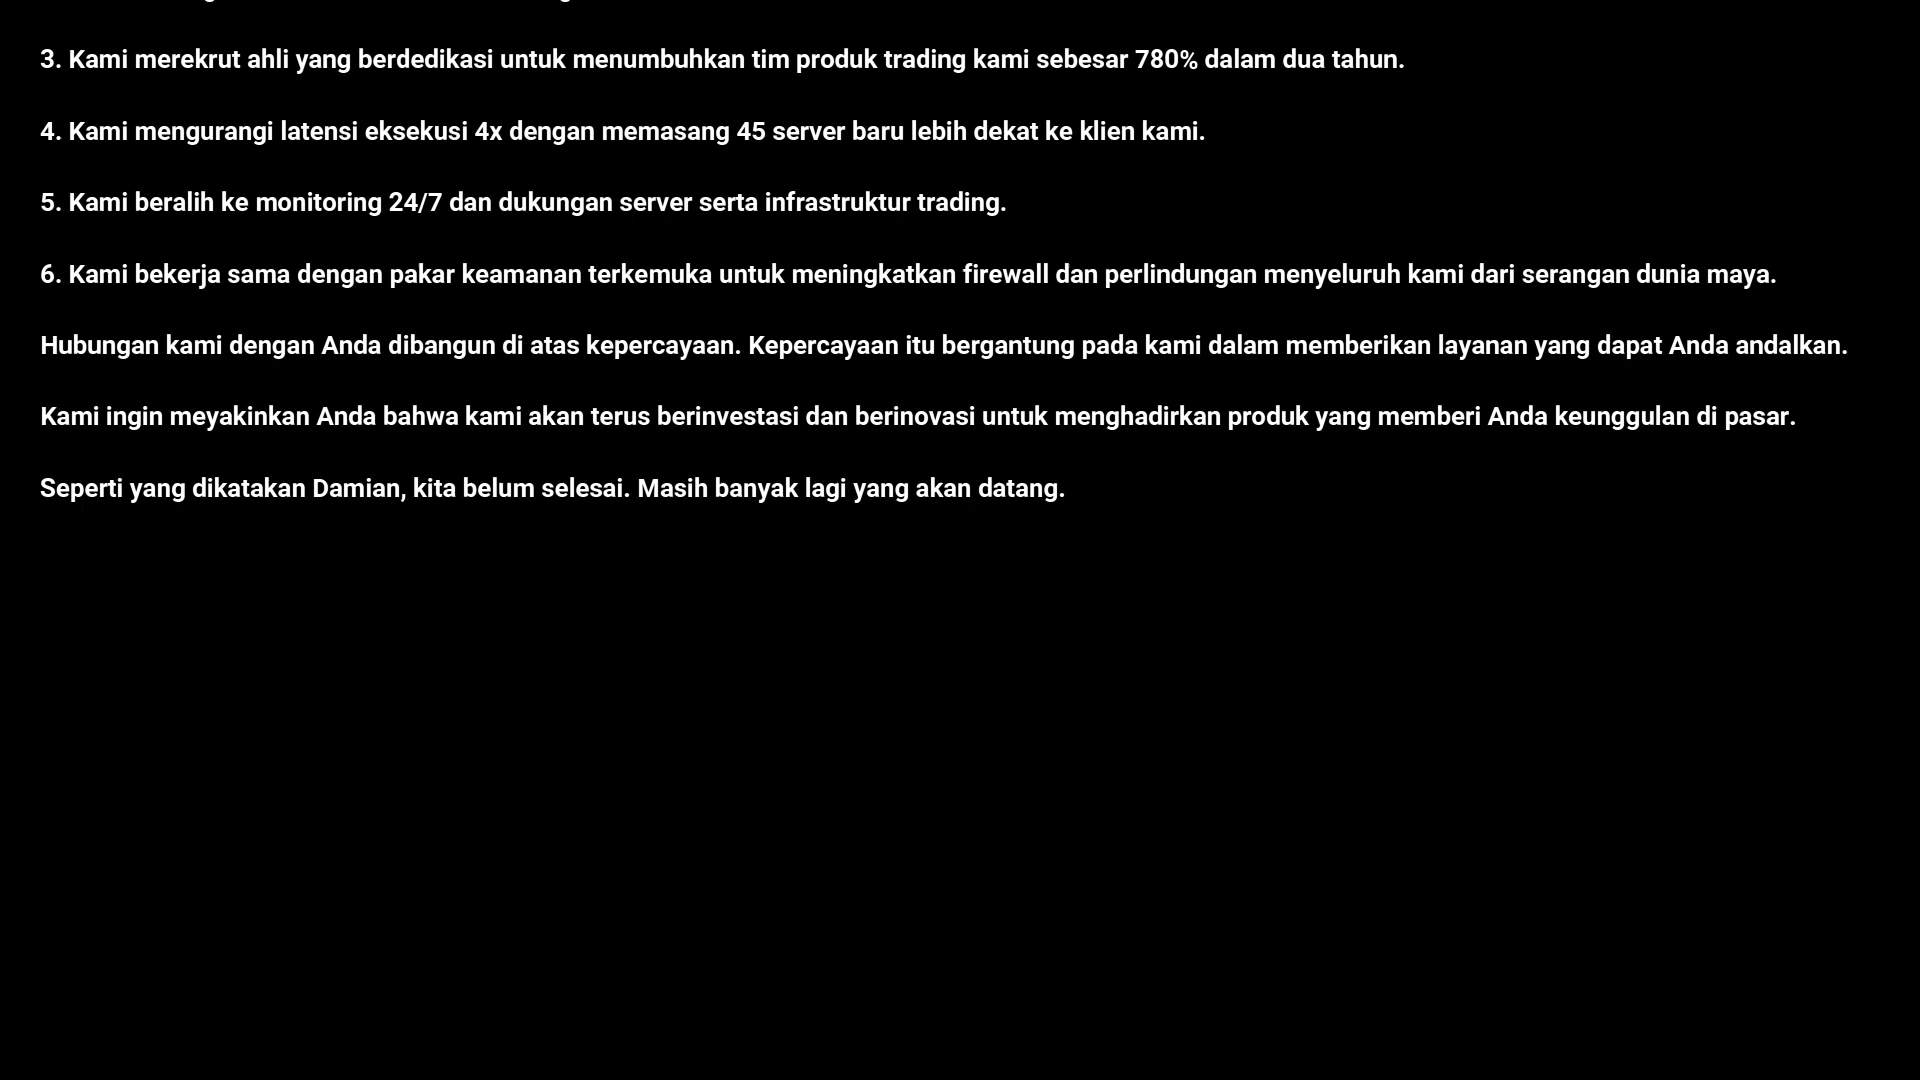 3. Kami merekrut ahli yang berdedikasi untuk menumbuhkan tim produk trading kami sebesar 780% dalam dua tahun.
4. Kami mengurangi latensi eksekusi 4x dengan memasang 45 server baru lebih dekat ke klien kami.
5. Kami beralih ke monitoring 24/7 dan dukungan server serta infrastruktur trading.
6. Kami bekerja sama dengan pakar keamanan terkemuka untuk meningkatkan firewall dan perlindungan menyeluruh kami dari serangan dunia maya.
Hubungan kami dengan Anda dibangun di atas kepercayaan. Kepercayaan itu bergantung pada kami dalam memberikan layanan yang dapat Anda andalkan.
Kami ingin meyakinkan Anda bahwa kami akan terus berinvestasi dan berinovasi untuk menghadirkan produk yang memberi Anda keunggulan di pasar.
Seperti yang dikatakan Damian, kita belum selesai. Masih banyak lagi yang akan datang.